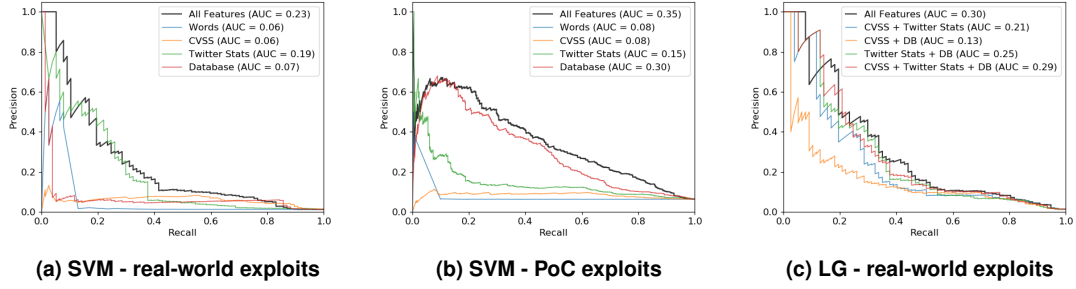 All Features (AUC = 0.23)
Words (AUC = 0.06)
CVSS (AUC = 0.06)
Twitter Stats (AUC = 0.19)
Database (AUC = 0.07)
Precision
1.0
0.8
0.6
0.4
0.2
0.0
0.0 0.2 0.4 0.6 0.8 1.0
Recall
(a) SVM - real-world exploits
All Features (AUC = 0.35)
Words (AUC = 0.08)
CVSS (AUC = 0.08)
Twitter Stats (AUC = 0.15)
Database (AUC = 0.30)
Precision
1.0
0.8
0.6
0.4
0.2
0.0
0.0 0.2 0.4 0.6 0.8 1.0
Recall
(b) SVM - PoC exploits
All Features (AUC = 0.30)
CVSS + Twitter Stats (AUC = 0.21)
CVSS + DB (AUC = 0.13)
Twitter Stats + DB (AUC = 0.25)
CVSS + Twitter Stats + DB (AUC = 0.29)
Precision
1.0
0.8
0.6
0.4
0.2
0.0
0.0 0.2 0.4 0.6 0.8 1.0
Recall
(c) LG - real-world exploits